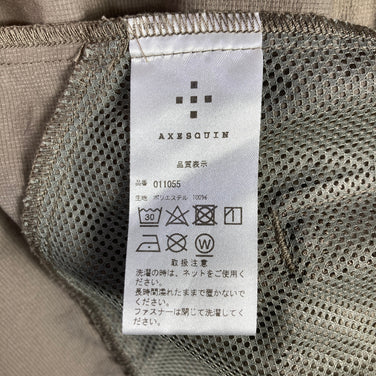 AXESQUIN
品質表示
品番 011055
生地 ポリエステル 100%
30
W
取扱注意
洗濯の時は、ネットをご使用ください。
長時間濡れたままで置かないでください。
ファスナーは閉じて洗濯してください。